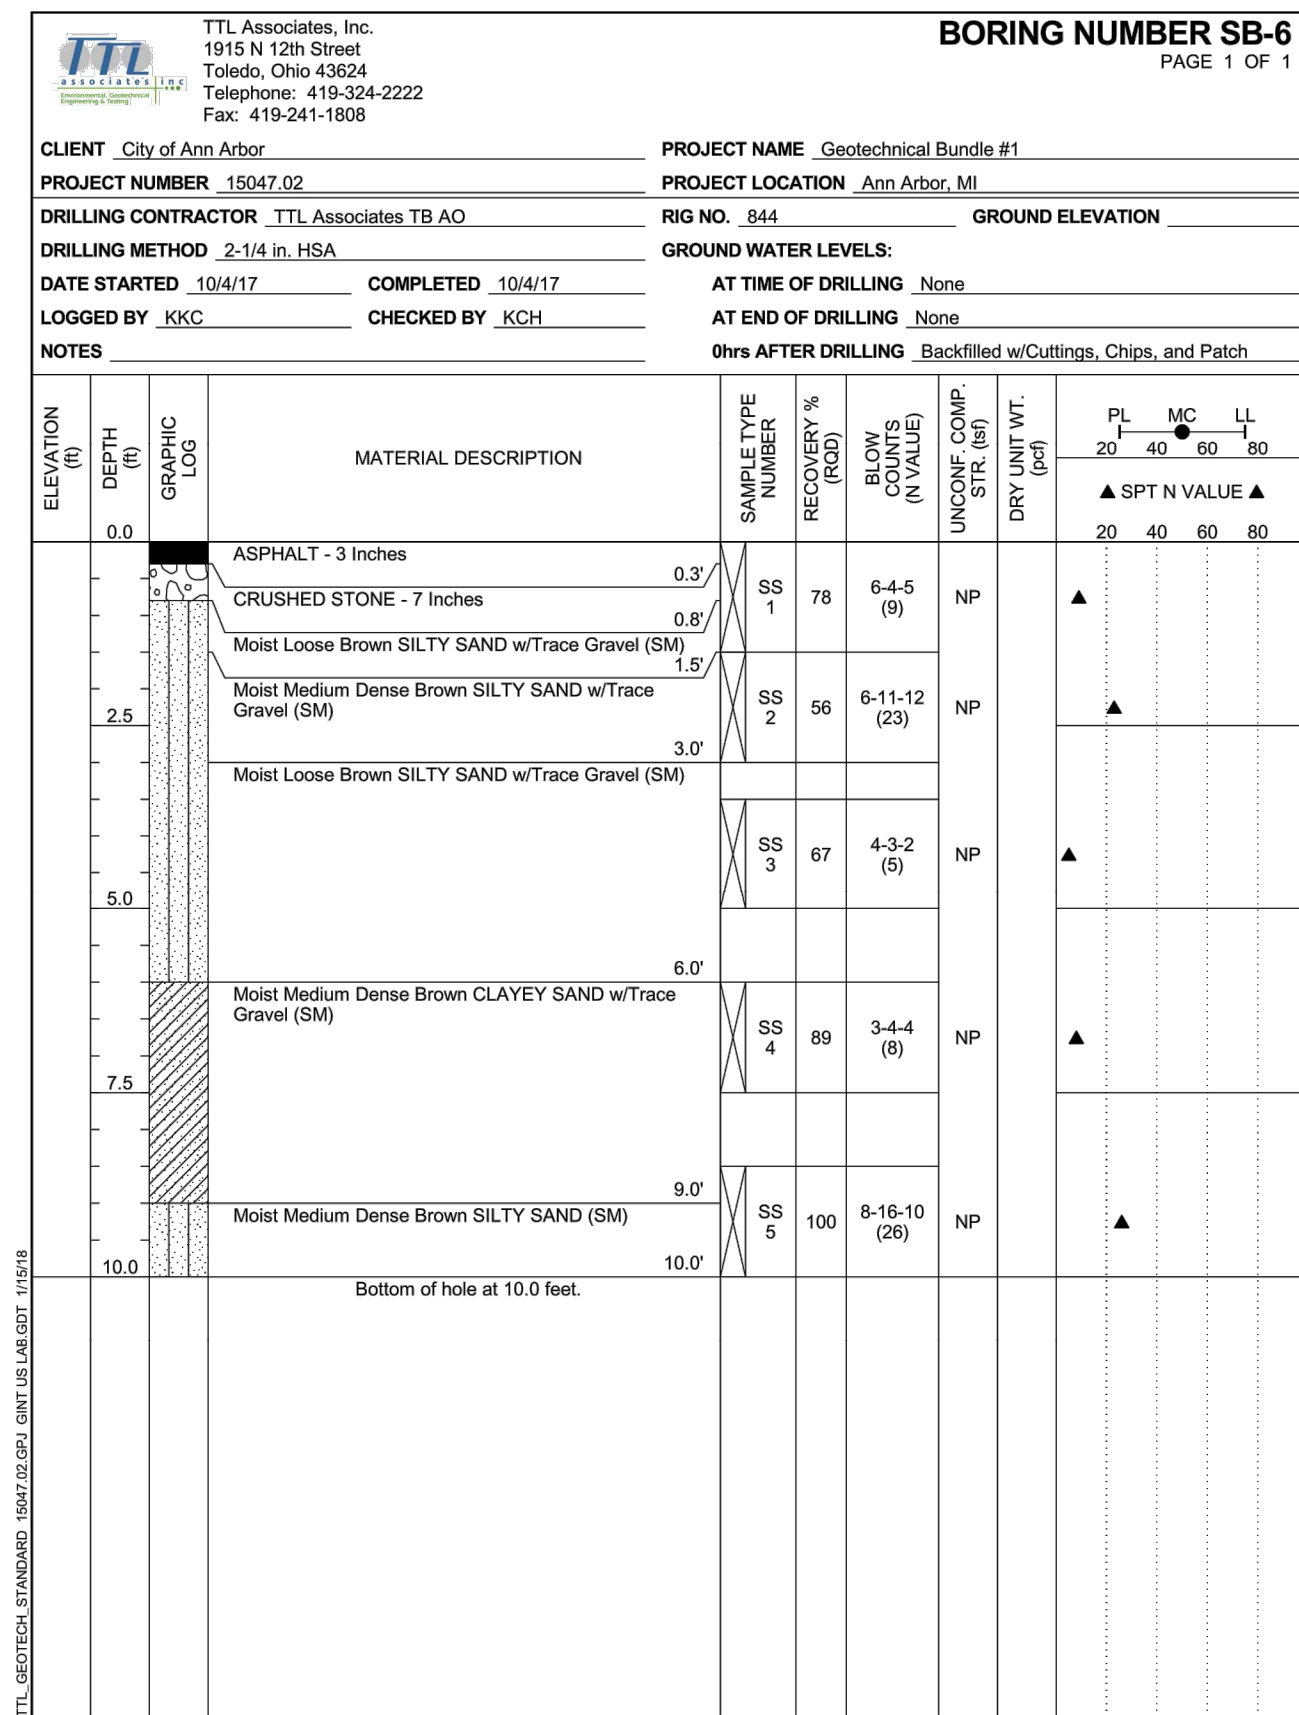 TTL
associates inc
Environmental, Geotechnical
Engineering & Testing
TTL Associates, Inc.
1915 N 12th Street
Toledo, Ohio 43624
Telephone: 419-324-2222
Fax: 419-241-1808
BORING NUMBER SB-6
PAGE 1 OF 1
CLIENT City of Ann Arbor
PROJECT NAME Geotechnical Bundle #1
PROJECT NUMBER 15047.02
PROJECT LOCATION Ann Arbor, MI
DRILLING CONTRACTOR TTL Associates TB AO
RIG NO. 844 GROUND ELEVATION
DRILLING METHOD 2-1/4 in. HSA
GROUND WATER LEVELS:
DATE STARTED 10/4/17 COMPLETED 10/4/17
AT TIME OF DRILLING None
LOGGED BY KKC CHECKED BY KCH
AT END OF DRILLING None
NOTES
0hrs AFTER DRILLING Backfilled w/Cuttings, Chips, and Patch
ELEVATION
(ft)
DEPTH
(ft)
GRAPHIC
LOG
MATERIAL DESCRIPTION
SAMPLE TYPE
NUMBER
RECOVERY %
(RQD)
BLOW
COUNTS
(N VALUE)
UNCONF. COMP.
STR. (tsf)
DRY UNIT WT.
(pcf)
PL MC LL
20 40 60 80
▲ SPT N VALUE ▲
20 40 60 80
0.0
ASPHALT - 3 Inches
0.3'
CRUSHED STONE - 7 Inches
0.8'
SS
1
78
6-4-5
(9)
NP
Moist Loose Brown SILTY SAND w/Trace Gravel (SM)
1.5'
Moist Medium Dense Brown SILTY SAND w/Trace
Gravel (SM)
3.0'
2.5
SS
2
56
6-11-12
(23)
NP
Moist Loose Brown SILTY SAND w/Trace Gravel (SM)
6.0'
SS
3
67
4-3-2
(5)
NP
5.0
Moist Medium Dense Brown CLAYEY SAND w/Trace
Gravel (SM)
9.0'
SS
4
89
3-4-4
(8)
NP
7.5
Moist Medium Dense Brown SILTY SAND (SM)
10.0'
SS
5
100
8-16-10
(26)
NP
10.0
Bottom of hole at 10.0 feet.
TTL_GEOTECH_STANDARD 15047.02.GPJ GINT US LAB.GDT 1/15/18